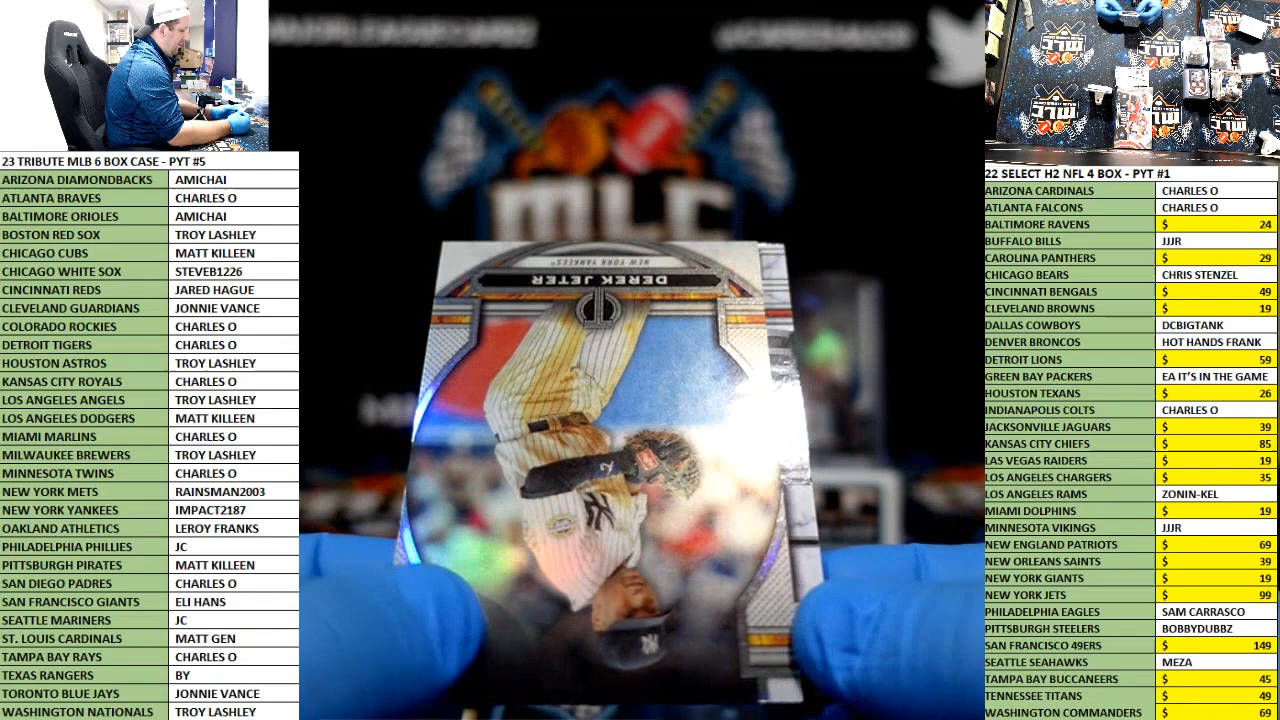 23 TRIBUTE MLB 6 BOX CASE - PYT #5
ARIZONA DIAMONDBACKS AMICHAI
ATLANTA BRAVES CHARLES O
BALTIMORE ORIOLES AMICHAI
BOSTON RED SOX TROY LASHLEY
CHICAGO CUBS MATT KILLEEN
CHICAGO WHITE SOX STEVEB1226
CINCINATI REDS JARED HAGUE
CLEVELAND GUARDIANS JONNIE VANCE
COLORADO ROCKIES CHARLES O
DETROIT TIGERS CHARLES O
HOUSTON ASTROS TROY LASHLEY
KANSAS CITY ROYALS CHARLES O
LOS ANGELES ANGELS TROY LASHLEY
LOS ANGELES DODGERS MATT KILLEEN
MIAMI MARLINS CHARLES O
MILWAUKEE BREWERS TROY LASHLEY
MINNESOTA TWINS CHARLES O
NEW YORK METS RAINSMAN2003
NEW YORK YANKEES IMPACT2187
OAKLAND ATHLETICS LEROY FRANKS
PHILADELPHIA PHILLIES JC
PITTSBURGH PIRATES MATT KILLEEN
SAN DIEGO PADRES CHARLES O
SAN FRANCISCO GIANTS ELI HANS
SEATTLE MARINERS JC
ST. LOUIS CARDINALS MATT GEN
TAMPA BAY RAYS CHARLES O
TEXAS RANGERS BY
TORONTO BLUE JAYS JONNIE VANCE
WASHINGTON NATIONALS TROY LASHLEY
MLC
NEW YORK YANKEES
DEREK JETER
MLC
22 SELECT H2 NFL 4 BOX - PYT #1
ARIZONA CARDINALS CHARLES O
ATLANTA FALCONS CHARLES O
BALTIMORE RAVENS $ 24
BUFFALO BILLS JJJR
CAROLINA PANTHERS $ 29
CHICAGO BEARS CHRIS STENZEL
CINCINNATI BENGALS $ 49
CLEVELAND BROWNS $ 19
DALLAS COWBOYS DCBIGTANK
DENVER BRONCOS HOT HANDS FRANK
DETROIT LIONS $ 59
GREEN BAY PACKERS EA IT'S IN THE GAME
HOUSTON TEXANS $ 26
INDIANAPOLIS COLTS CHARLES O
JACKSONVILLE JAGUARS $ 39
KANSAS CITY CHIEFS $ 85
LAS VEGAS RAIDERS $ 19
LOS ANGELES CHARGERS $ 35
LOS ANGELES RAMS ZONIN-KEL
MIAMI DOLPHINS $ 19
MINNESOTA VIKINGS JJJR
NEW ENGLAND PATRIOTS $ 69
NEW ORLEANS SAINTS $ 39
NEW YORK GIANTS $ 19
NEW YORK JETS $ 99
PHILADELPHIA EAGLES SAM CARRASCO
PITTSBURGH STEELERS BOBBYDUBBZ
SAN FRANCISCO 49ERS $ 149
SEATTLE SEAHAWKS MEZA
TAMPA BAY BUCCANEERS $ 45
TENNESSEE TITANS $ 49
WASHINGTON COMMANDERS $ 69